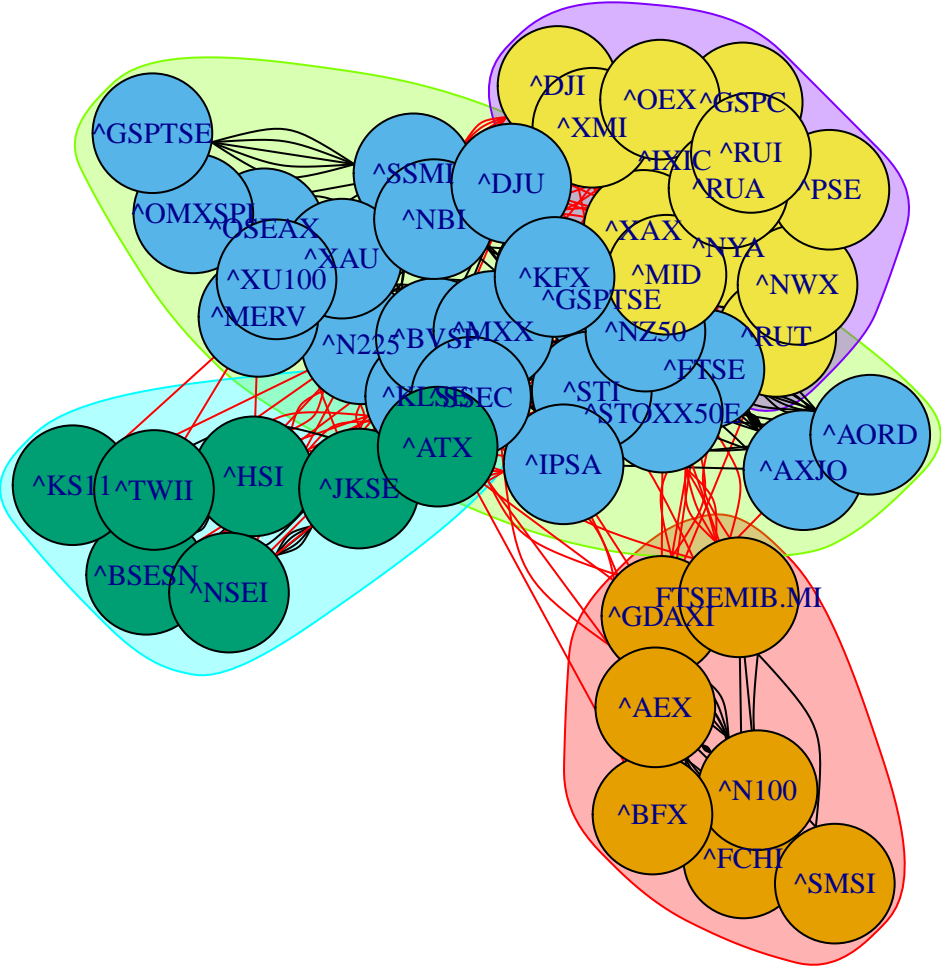 ^DJI
^OEX
^GSPC
^XMI
^GSPTSE
^IXIC
^RUI
^SSMI
^DJU
^RUA
^PSE
^OMXSPI
^OSEAX
^NBI
^XAX
^NYA
^XAU
^XU100
^KFX
^MID
^NWX
^GSPTSE
^MERV
^N225
^BVSP
^MXX
^NZ50
^RUT
^FTSE
^KLSE
^SSEC
^STI
^STOXX50E
^ATX
^AORD
^IPSA
^AXJO
^KS11
^TWII
^HSI
^JKSE
^BSESN
^NSEI
FTSEMIB.MI
^GDAXI
^AEX
^N100
^BFX
^FCHI
^SMSI